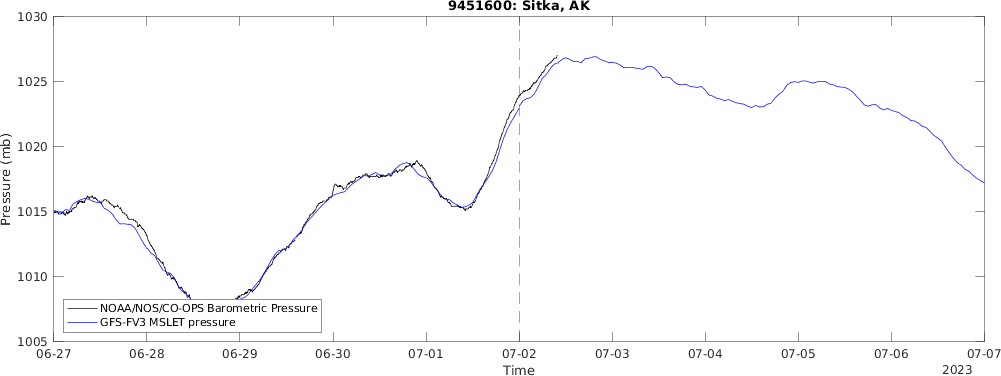 9451600: Sitka, AK
1030
1025
1020
1015
1010
1005
Pressure (mb)
NOAA/NOS/CO-OPS Barometric Pressure
GFS-FV3 MSLET pressure
06-27 06-28 06-29 06-30 07-01 07-02 07-03 07-04 07-05 07-06 07-07
Time
2023